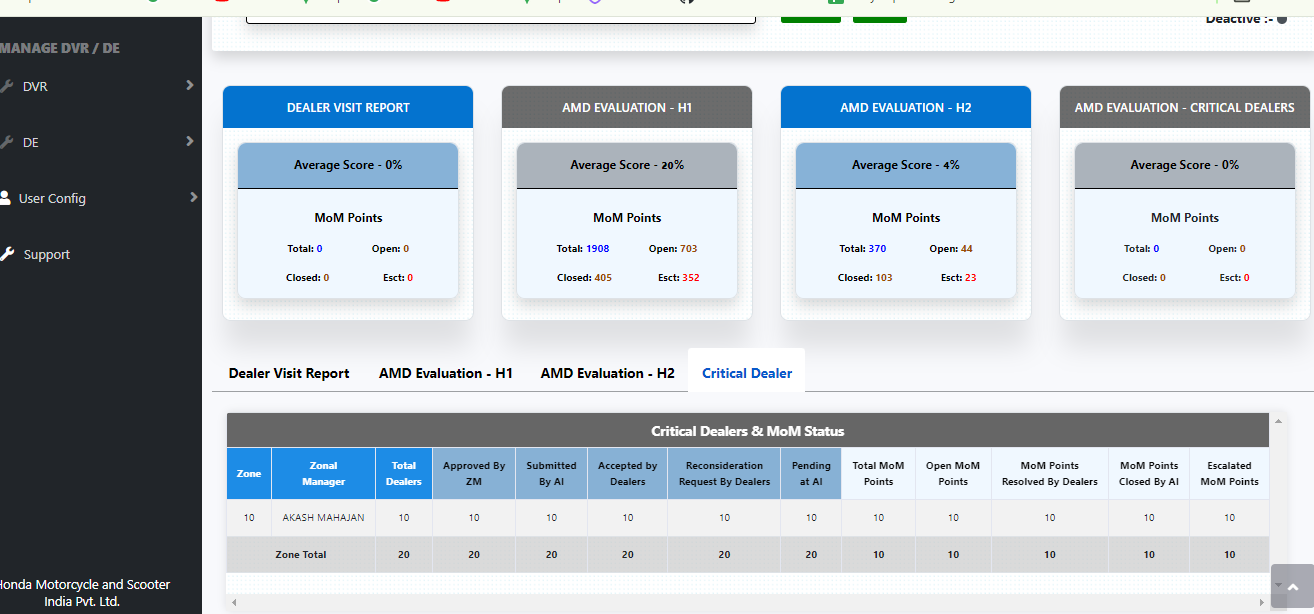 Deactive :-
MANAGE DVR / DE
DVR
DE
User Config
Support
Honda Motorcycle and Scooter
India Pvt. Ltd.
DEALER VISIT REPORT
Average Score - 0%
MoM Points
Total: 0 Open: 0
Closed: 0 Esct: 0
AMD EVALUATION - H1
Average Score - 20%
MoM Points
Total: 1908 Open: 703
Closed: 405 Esct: 352
AMD EVALUATION - H2
Average Score - 4%
MoM Points
Total: 370 Open: 44
Closed: 103 Esct: 23
AMD EVALUATION - CRITICAL DEALERS
Average Score - 0%
MoM Points
Total: 0 Open: 0
Closed: 0 Esct: 0
Dealer Visit Report AMD Evaluation - H1 AMD Evaluation - H2 Critical Dealer
Critical Dealers & MoM Status
Zone
Zonal
Manager
Total
Dealers
Approved By
ZM
Submitted
By AI
Accepted by
Dealers
Reconsideration
Request By Dealers
Pending
at AI
Total MoM
Points
Open MoM
Points
MoM Points
Resolved By Dealers
MoM Points
Closed By AI
Escalated
MoM Points
10 AKASH MAHAJAN 10 10 10 10 10 10 10 10 10 10 10
Zone Total 20 20 20 20 20 20 10 10 10 10 10